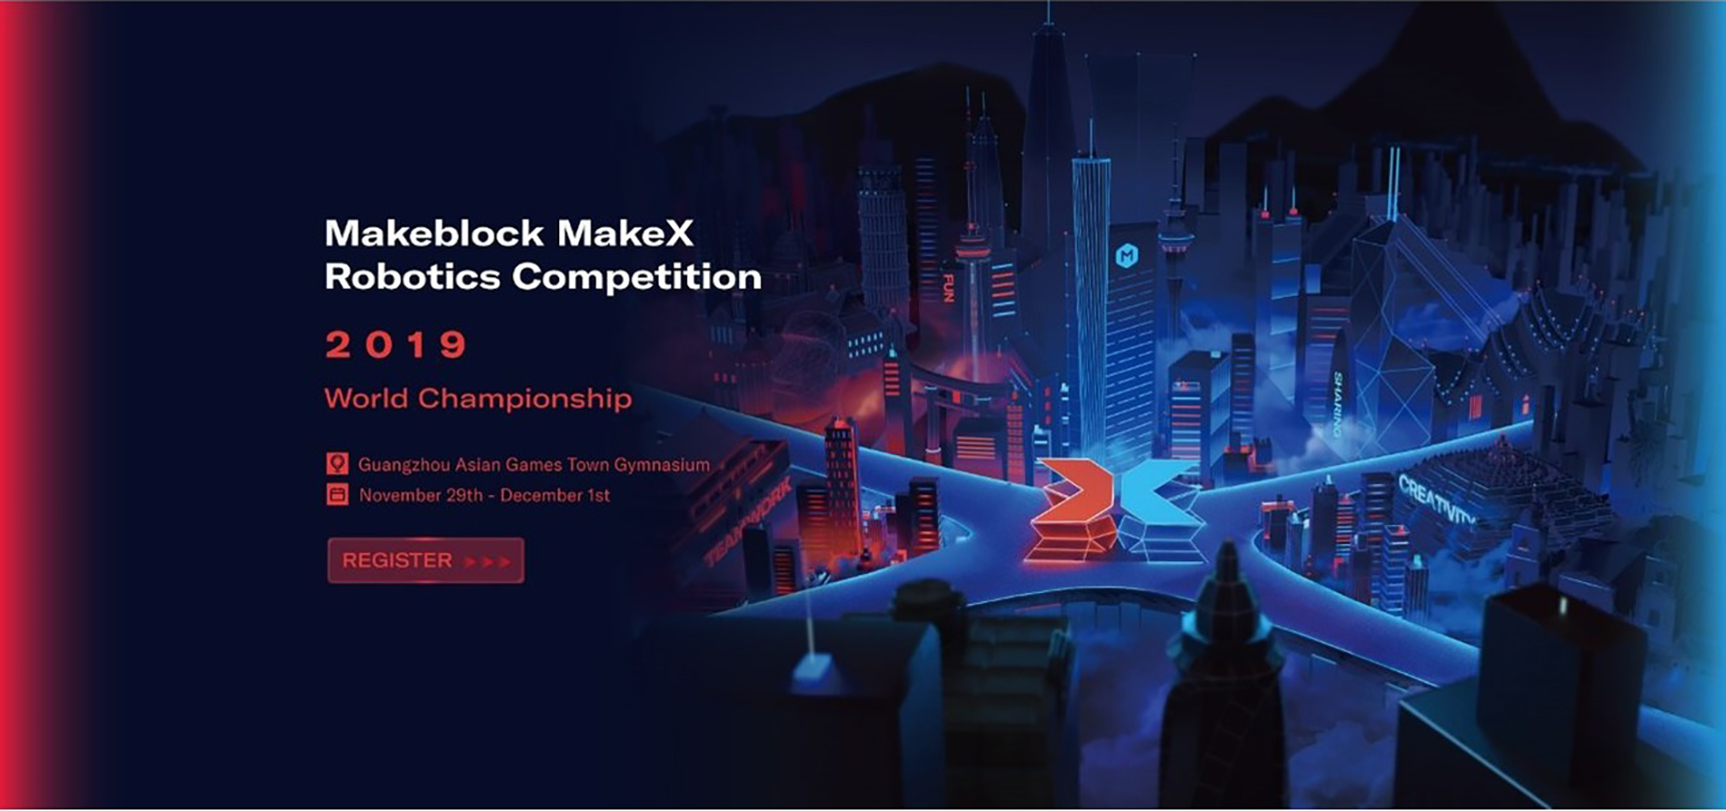 Makeblock MakeX
Robotics Competition
2019
World Championship
Guangzhou Asian Games Town Gymnasium
November 29th - December 1st
REGISTER
FUN
SHARING
TEAMWORK
CREATIVITY
M